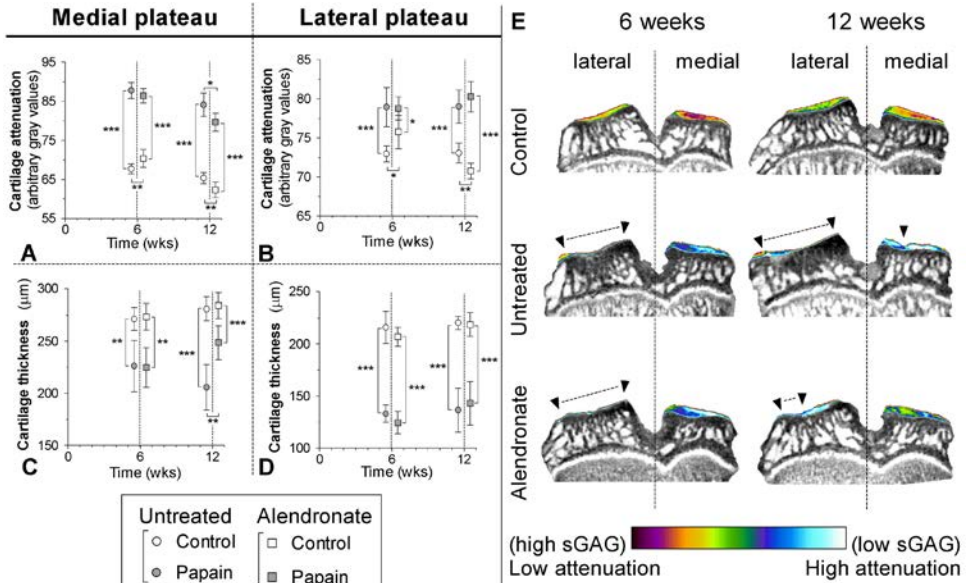 Medial plateau
Lateral plateau
Cartilage attenuation
(arbitrary gray values)
95
85
75
65
55
***
***
**
*
***
***
**
0
6
12
Time (wks)
A
Cartilage attenuation
(arbitrary gray values)
85
80
75
70
65
***
*
*
***
***
**
0
6
12
Time (wks)
B
Cartilage thickness (µm)
300
250
200
150
**
**
***
***
**
0
6
12
Time (wks)
C
Cartilage thickness (µm)
250
200
150
100
***
***
***
***
0
6
12
Time (wks)
D
Untreated
Alendronate
Control
Control
Papain
Papain
E
6 weeks
12 weeks
lateral
medial
lateral
medial
Control
Untreated
Alendronate
(high sGAG)
(low sGAG)
Low attenuation
High attenuation